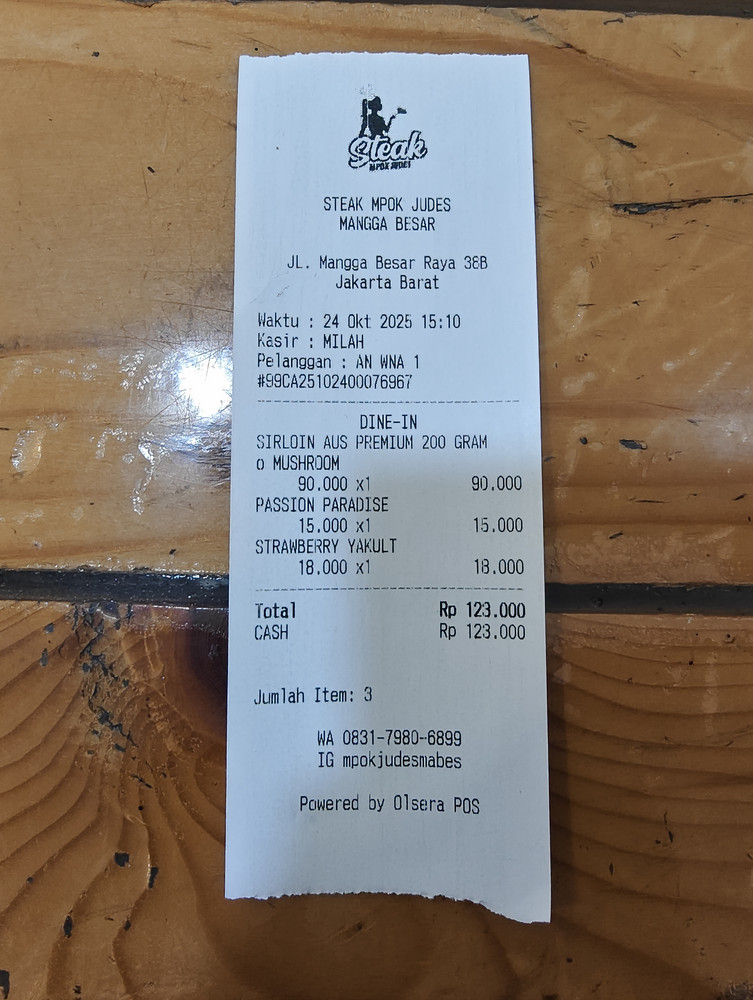 Steak
MPOK JUDES
STEAK MPOK JUDES
MANGGA BESAR
JL. Mangga Besar Raya 38B
Jakarta Barat
Waktu : 24 Okt 2025 15:10
Kasir : MILAH
Pelanggan : AN WNA 1
#99CA25102400076967
DINE-IN
SIRLOIN AUS PREMIUM 200 GRAM
o MUSHROOM
90.000 x1 90.000
PASSION PARADISE
15.000 x1 15.000
STRAWBERRY YAKULT
18.000 x1 18.000
Total Rp 123.000
CASH Rp 123.000
Jumlah Item: 3
WA 0831-7980-6899
IG mpokjudesmabes
Powered by Olsera POS